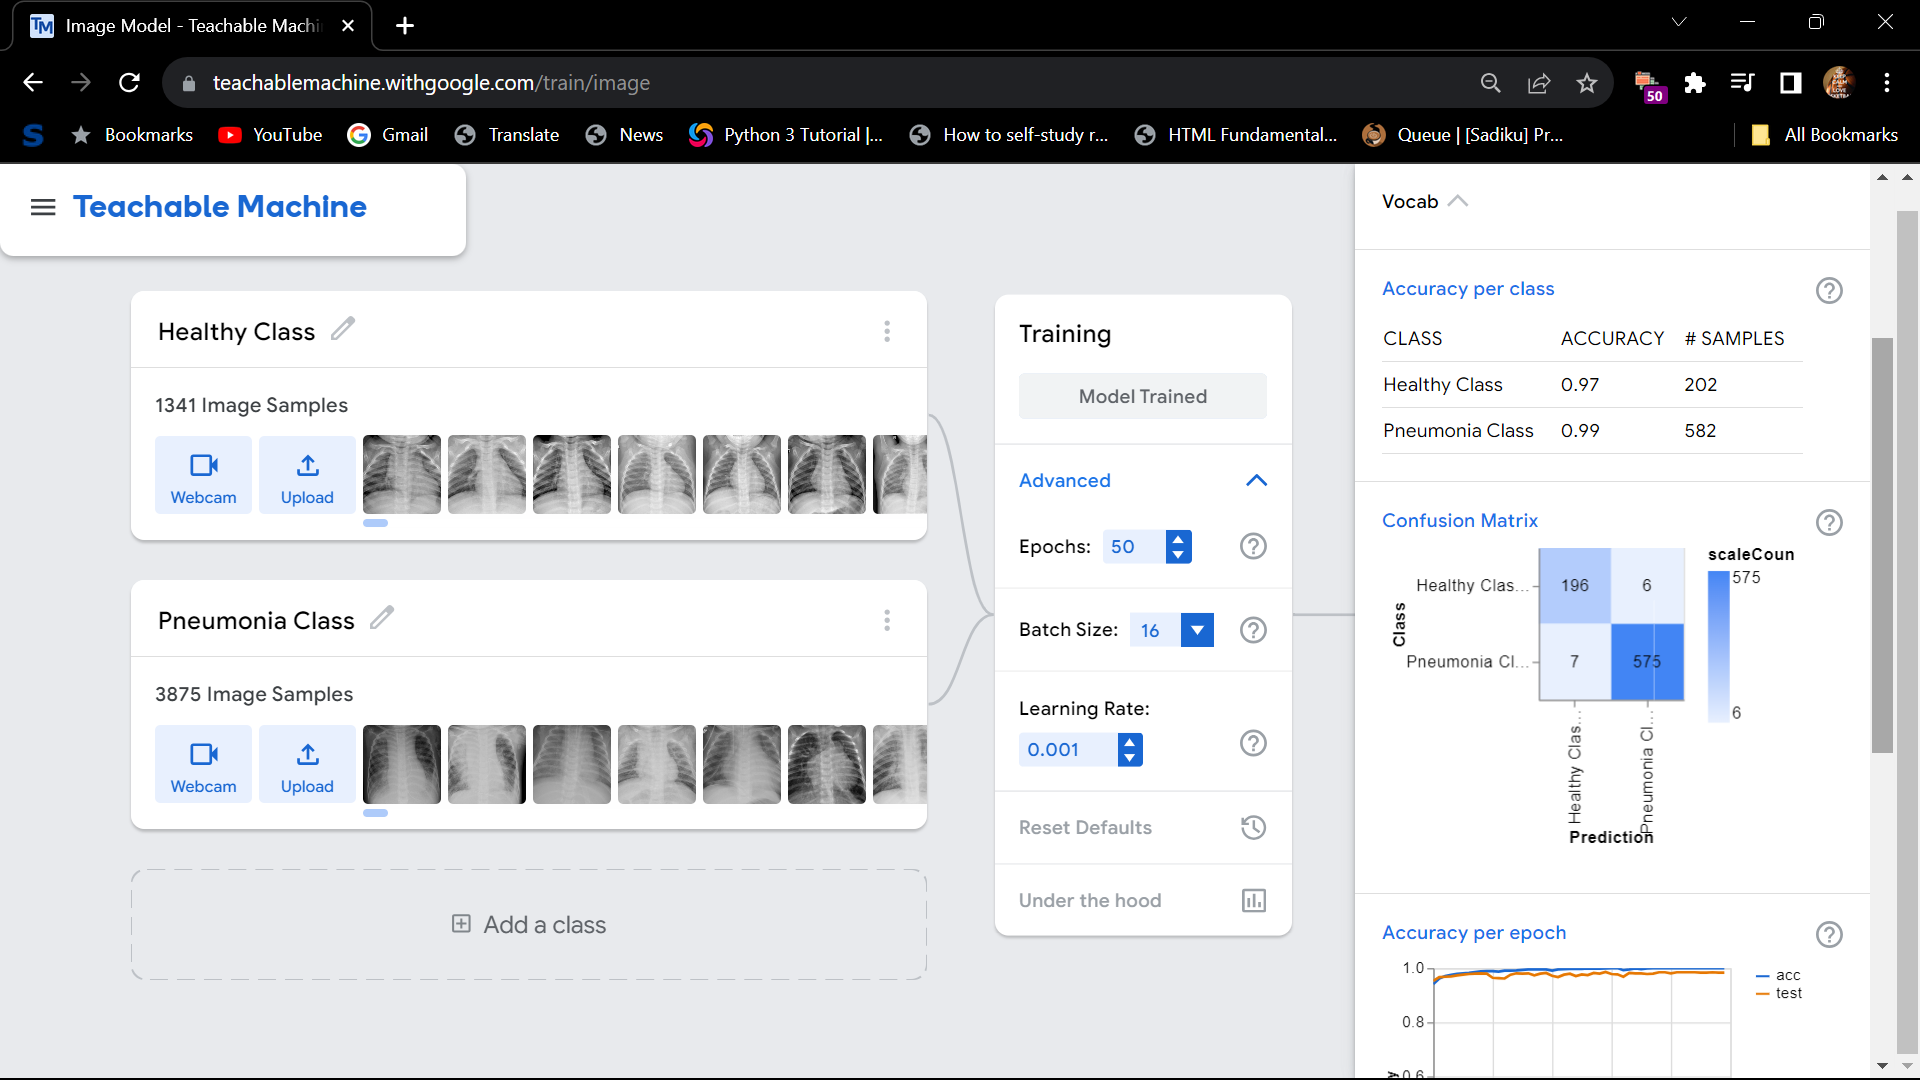 Image Model - Teachable Machi
teachablemachine.withgoogle.com/train/image
50
Bookmarks
YouTube
Gmail
Translate
News
Python 3 Tutorial |...
How to self-study r...
HTML Fundamental...
Queue | [Sadiku] Pr...
All Bookmarks
Teachable Machine
Healthy Class
1341 Image Samples
Webcam
Upload
Pneumonia Class
3875 Image Samples
Webcam
Upload
Add a class
Training
Model Trained
Advanced
Epochs: 50
Batch Size: 16
Learning Rate:
0.001
Reset Defaults
Under the hood
Vocab
Accuracy per class
CLASS ACCURACY # SAMPLES
Healthy Class 0.97 202
Pneumonia Class 0.99 582
Confusion Matrix
scaleCoun
575
6
Class
Healthy Clas... 196 6
Pneumonia Cl... 7 575
Healthy Clas...
Pneumonia Cl...
Prediction
Accuracy per epoch
1.0
0.8
0.6
acc
test